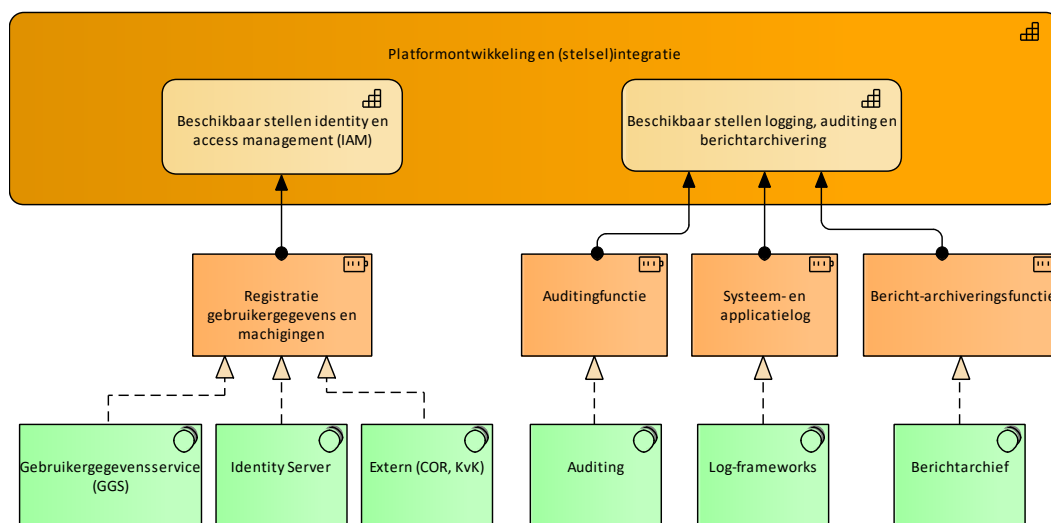 Platformontwikkeling en (stelsel)integratie
Beschikbaar stellen identity en
access management (IAM)
Beschikbaar stellen logging, auditing en
berichtarchivering
Registratie
gebruikergegevens en
machigingen
Auditingfunctie
Systeem- en
applicatielog
Bericht-archiveringsfunctie
Gebruikergegevensservice
(GGS)
Identity Server
Extern (COR, KvK)
Auditing
Log-frameworks
Berichtarchief